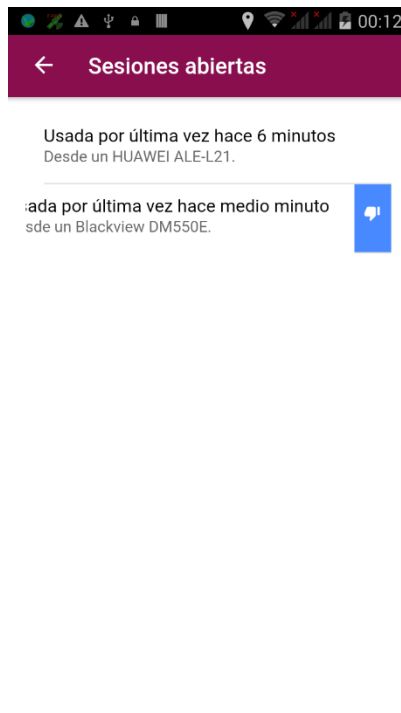 00:12
Sesiones abiertas
Usada por última vez hace 6 minutos
Desde un HUAWEI ALE-L21.
sada por última vez hace medio minuto
sde un Blackview DM550E.